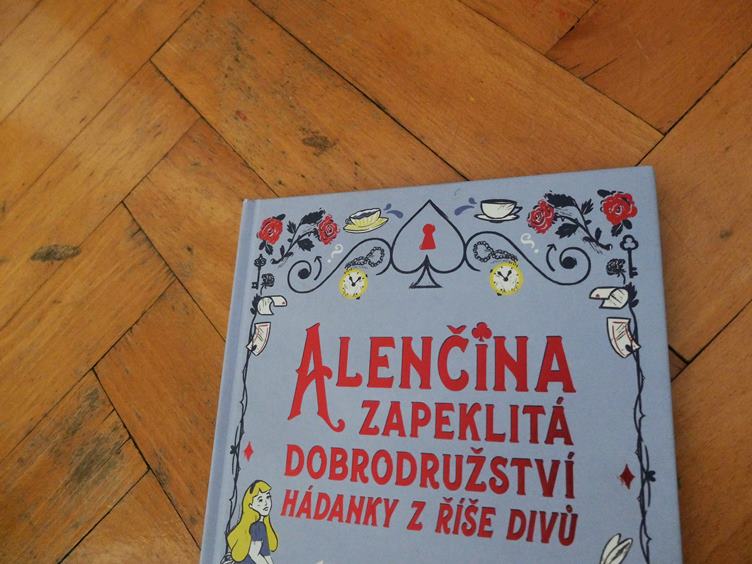 ALENČINA
ZAPEKLITÁ
DOBRODRUŽSTVÍ
HÁDANKY Z ŘÍŠE DIVŮ